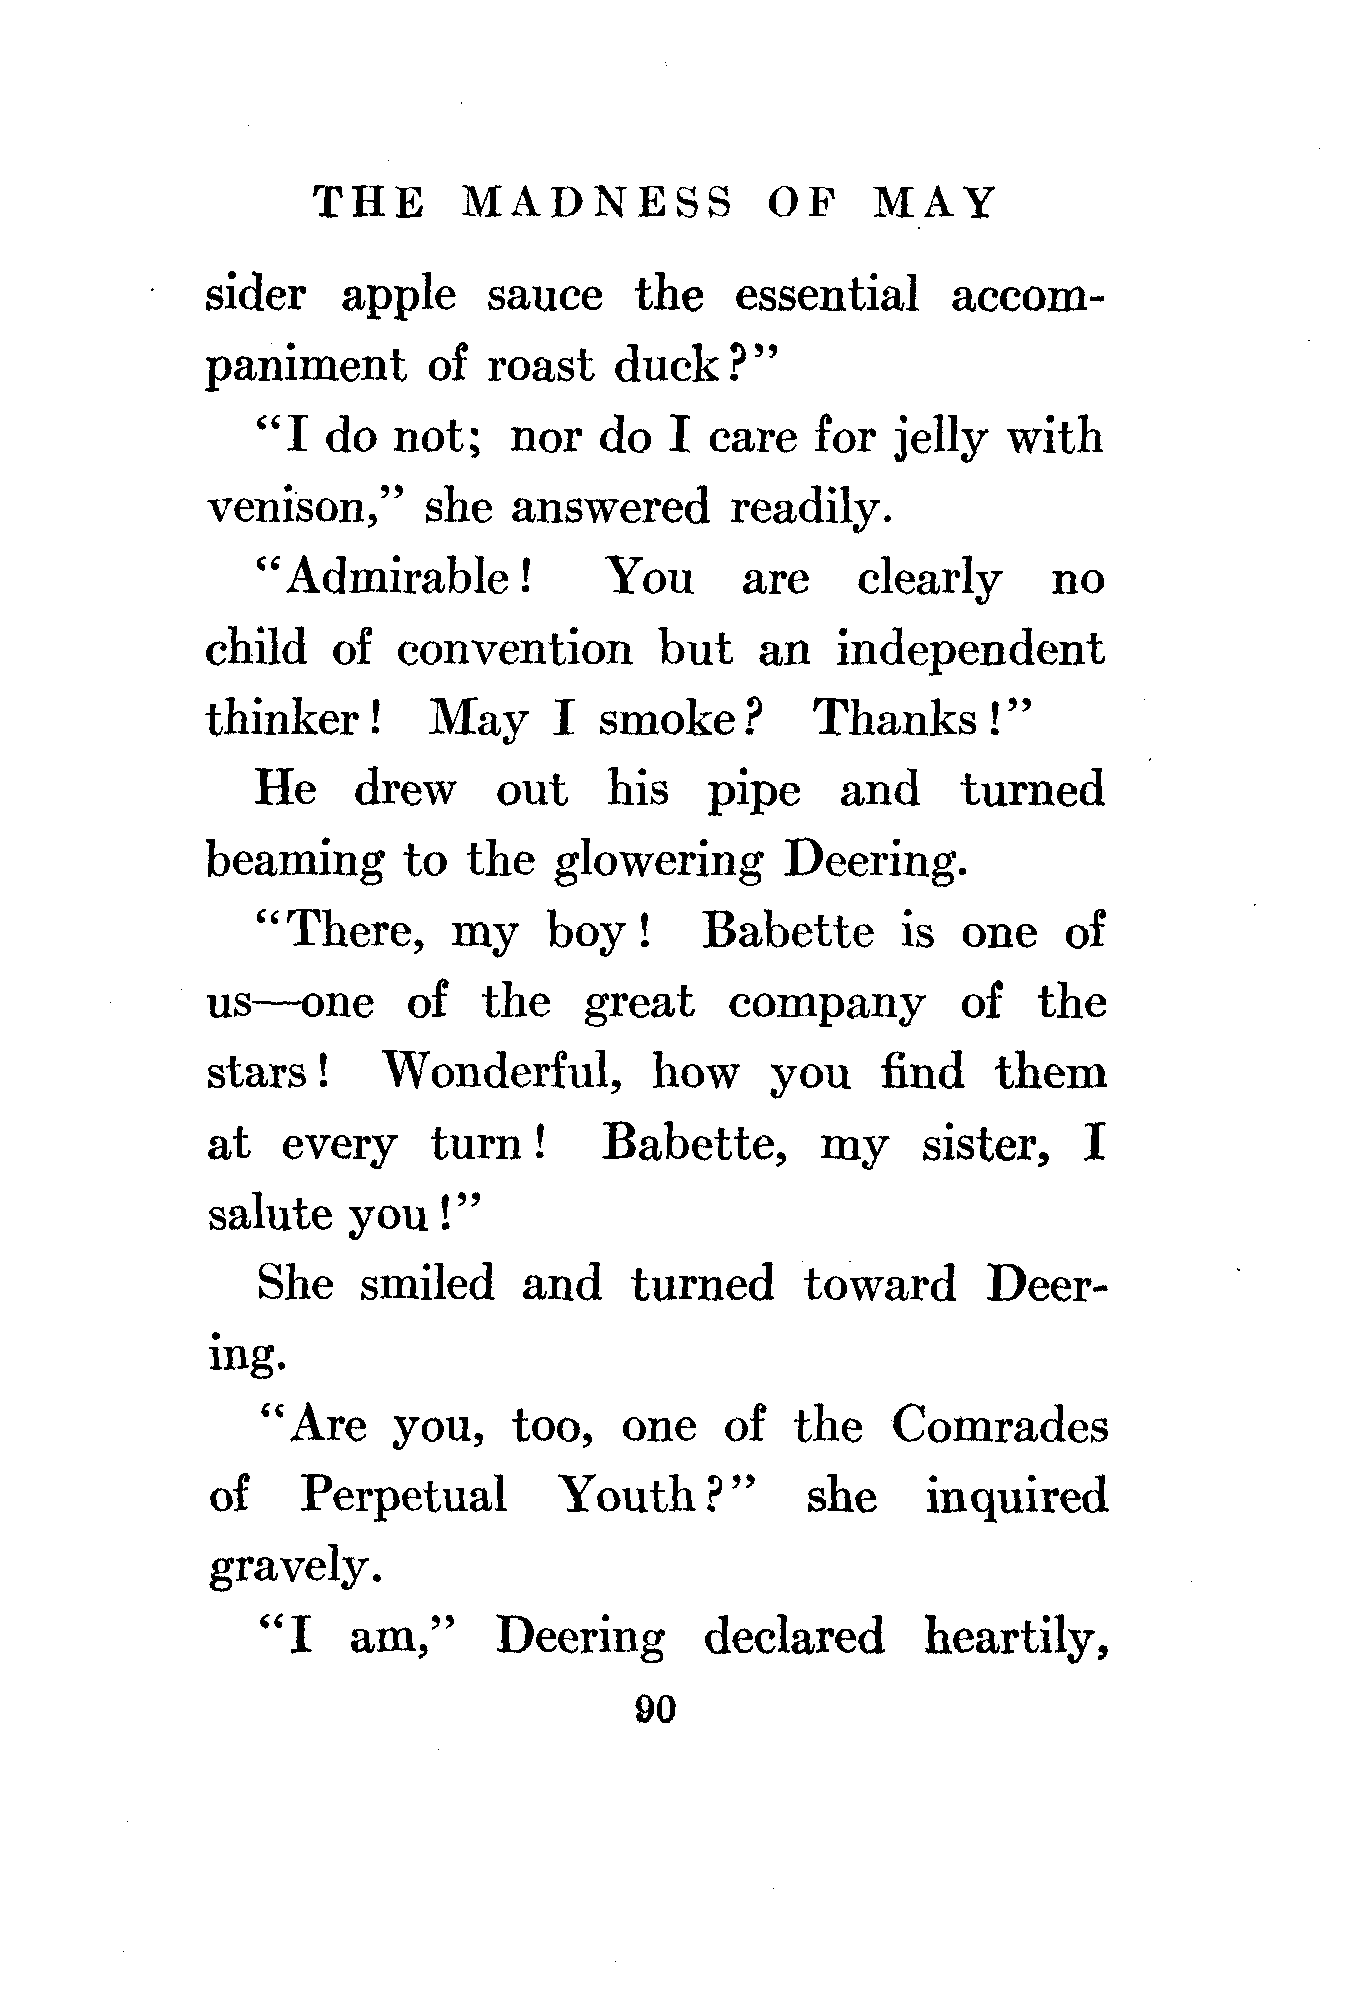 THE MADNESS OF MAY
sider apple sauce the essential accom-
paniment of roast duck?”
“I do not; nor do I care for jelly with
venison,” she answered readily.
“Admirable! You are clearly no
child of convention but an independent
thinker! May I smoke? Thanks!”
He drew out his pipe and turned
beaming to the glowering Deering.
“There, my boy! Babette is one of
us—one of the great company of the
stars! Wonderful, how you find them
at every turn! Babette, my sister, I
salute you!”
She smiled and turned toward Deer-
ing.
“Are you, too, one of the Comrades
of Perpetual Youth?” she inquired
gravely.
“I am,” Deering declared heartily,
90